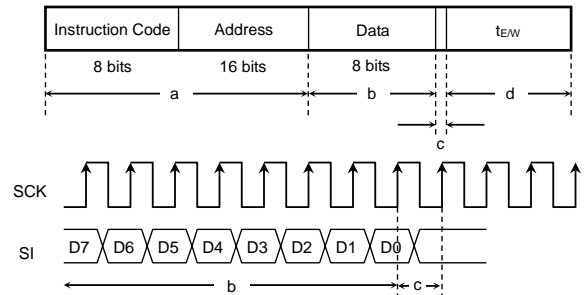 Instruction Code Address Data tE/W
8 bits 16 bits 8 bits
a b d
c
SCK
SI D7 D6 D5 D4 D3 D2 D1 D0
b c